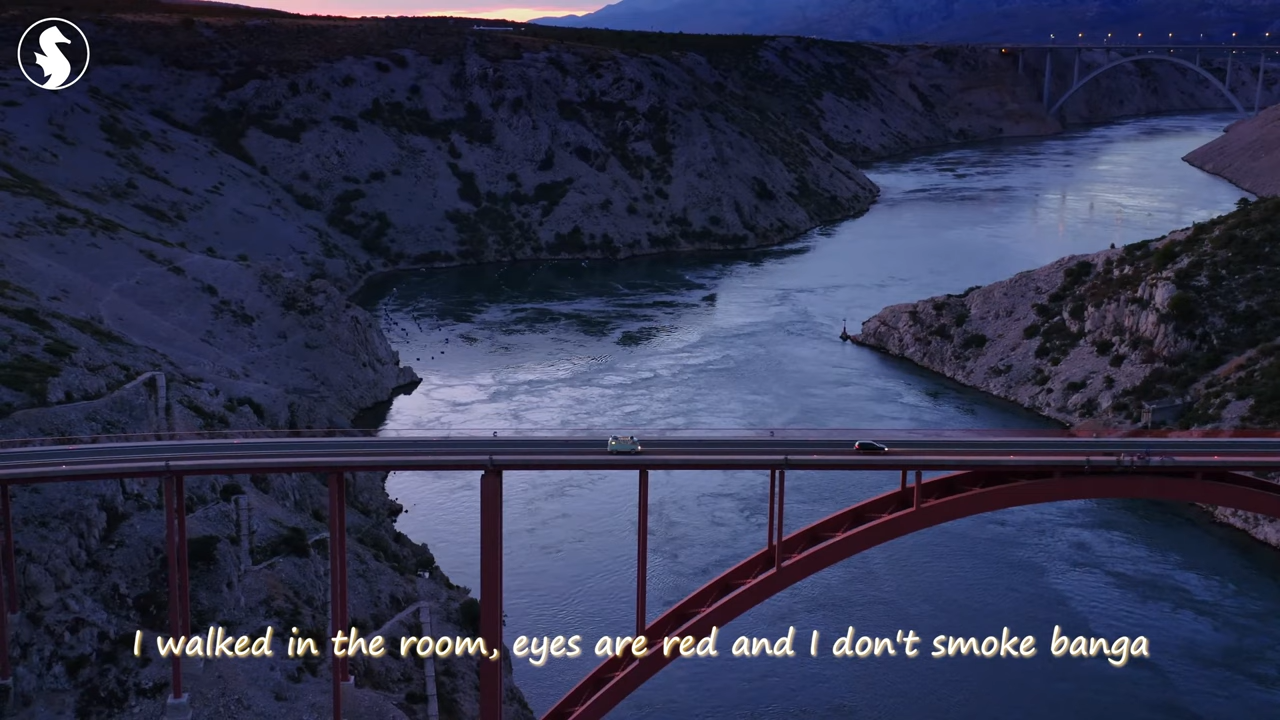 I walked in the room, eyes are red and I don't smoke banga